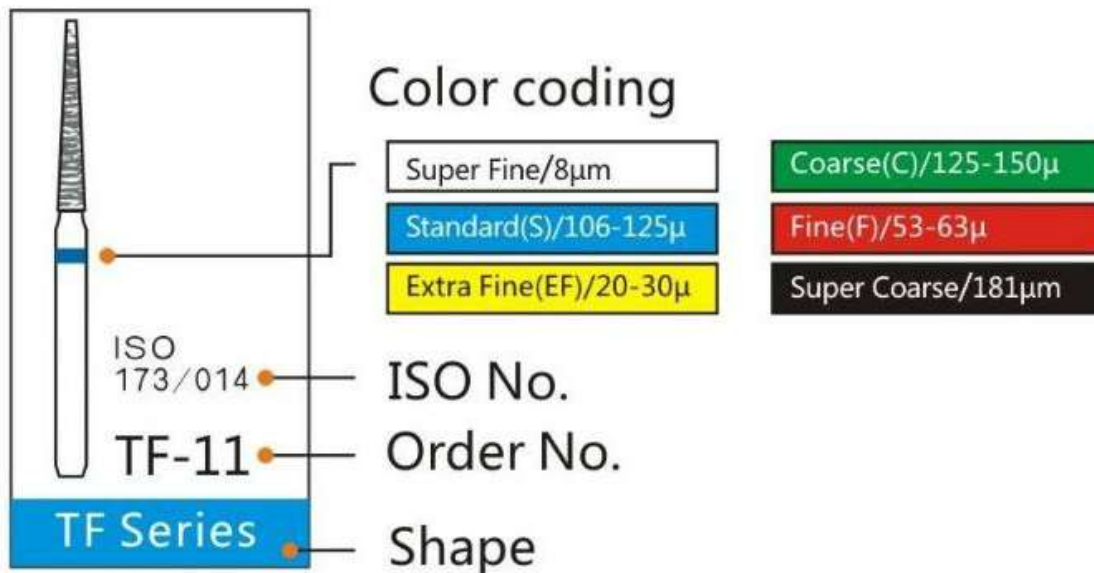 Color coding
Super Fine/8μm
Coarse(C)/125-150μ
Standard(S)/106-125μ
Fine(F)/53-63μ
Extra Fine(EF)/20-30μ
Super Coarse/181μm
ISO
173/014
ISO No.
TF-11
Order No.
TF Series
Shape